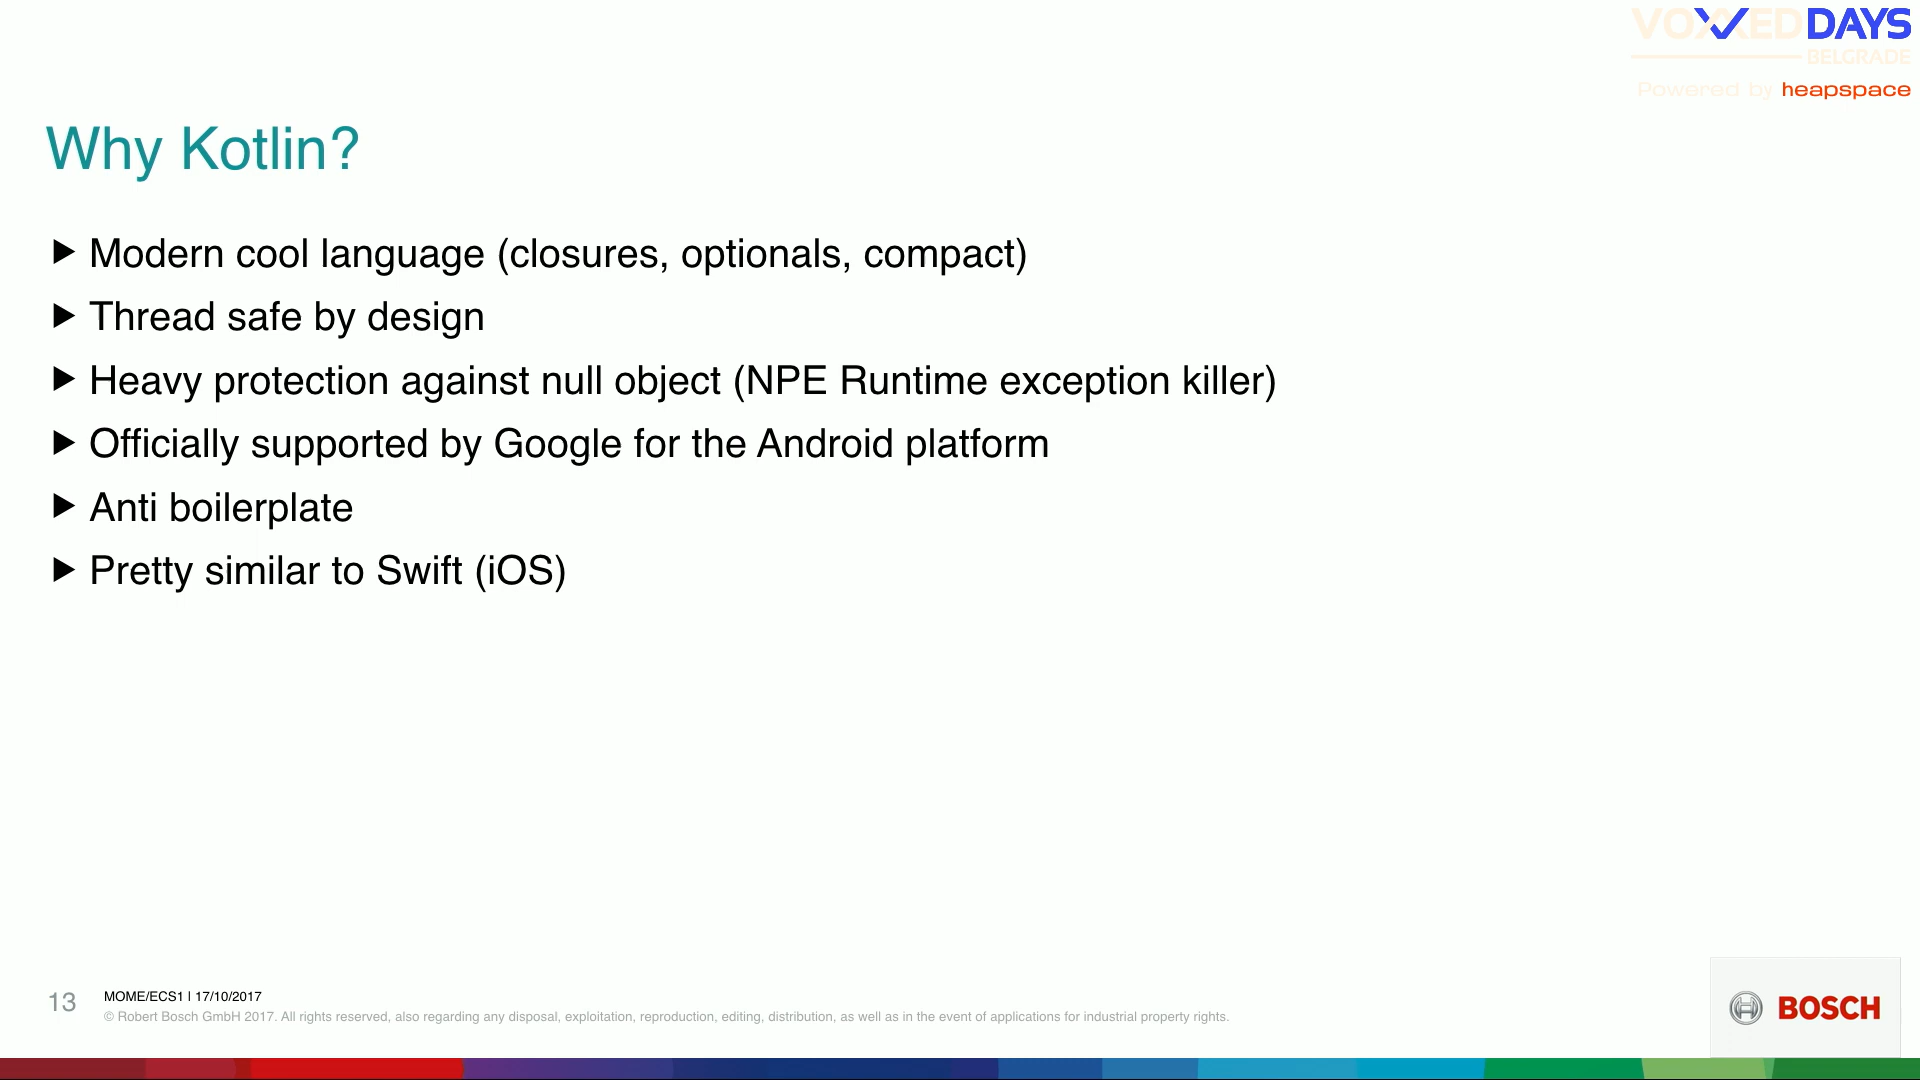 VOXXED DAYS
BELGRADE
Powered by heapspace
Why Kotlin?
▶ Modern cool language (closures, optionals, compact)
▶ Thread safe by design
▶ Heavy protection against null object (NPE Runtime exception killer)
▶ Officially supported by Google for the Android platform
▶ Anti boilerplate
▶ Pretty similar to Swift (iOS)
13
MOME/ECS1 | 17/10/2017
© Robert Bosch GmbH 2017. All rights reserved, also regarding any disposal, exploitation, reproduction, editing, distribution, as well as in the event of applications for industrial property rights.
BOSCH